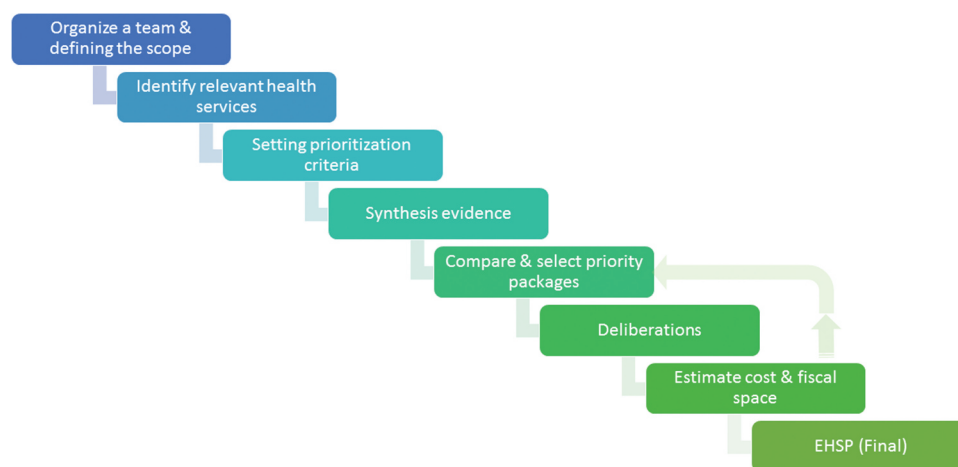 Organize a team &
defining the scope
Identify relevant health
services
Setting prioritization
criteria
Synthesis evidence
Compare & select priority
packages
Deliberations
Estimate cost & fiscal
space
EHSP (Final)